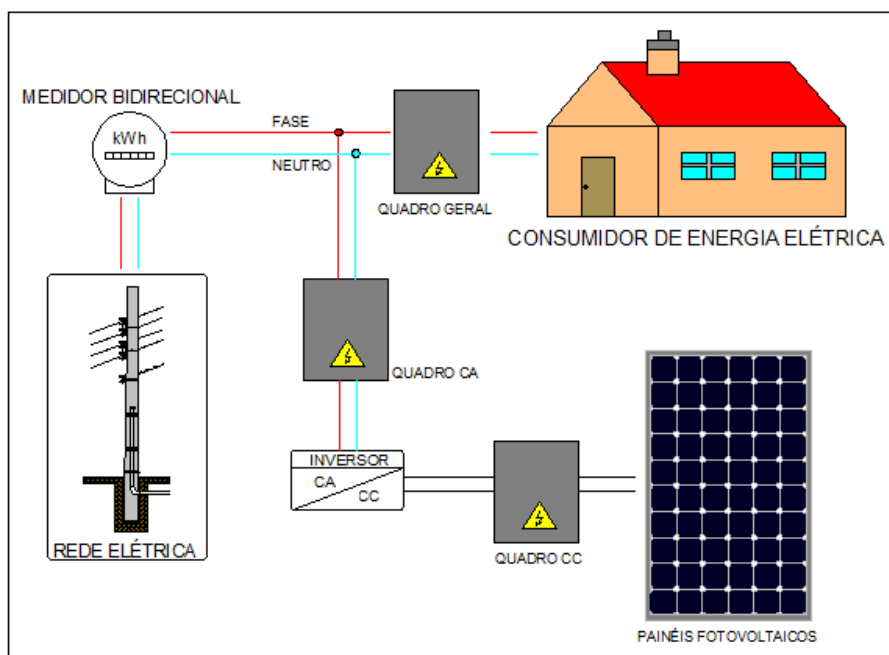 MEDIDOR BIDIRECIONAL
kWh
FASE
NEUTRO
QUADRO GERAL
CONSUMIDOR DE ENERGIA ELÉTRICA
QUADRO CA
INVERSOR
CA
CC
QUADRO CC
REDE ELÉTRICA
PAINÉIS FOTOVOLTAICOS